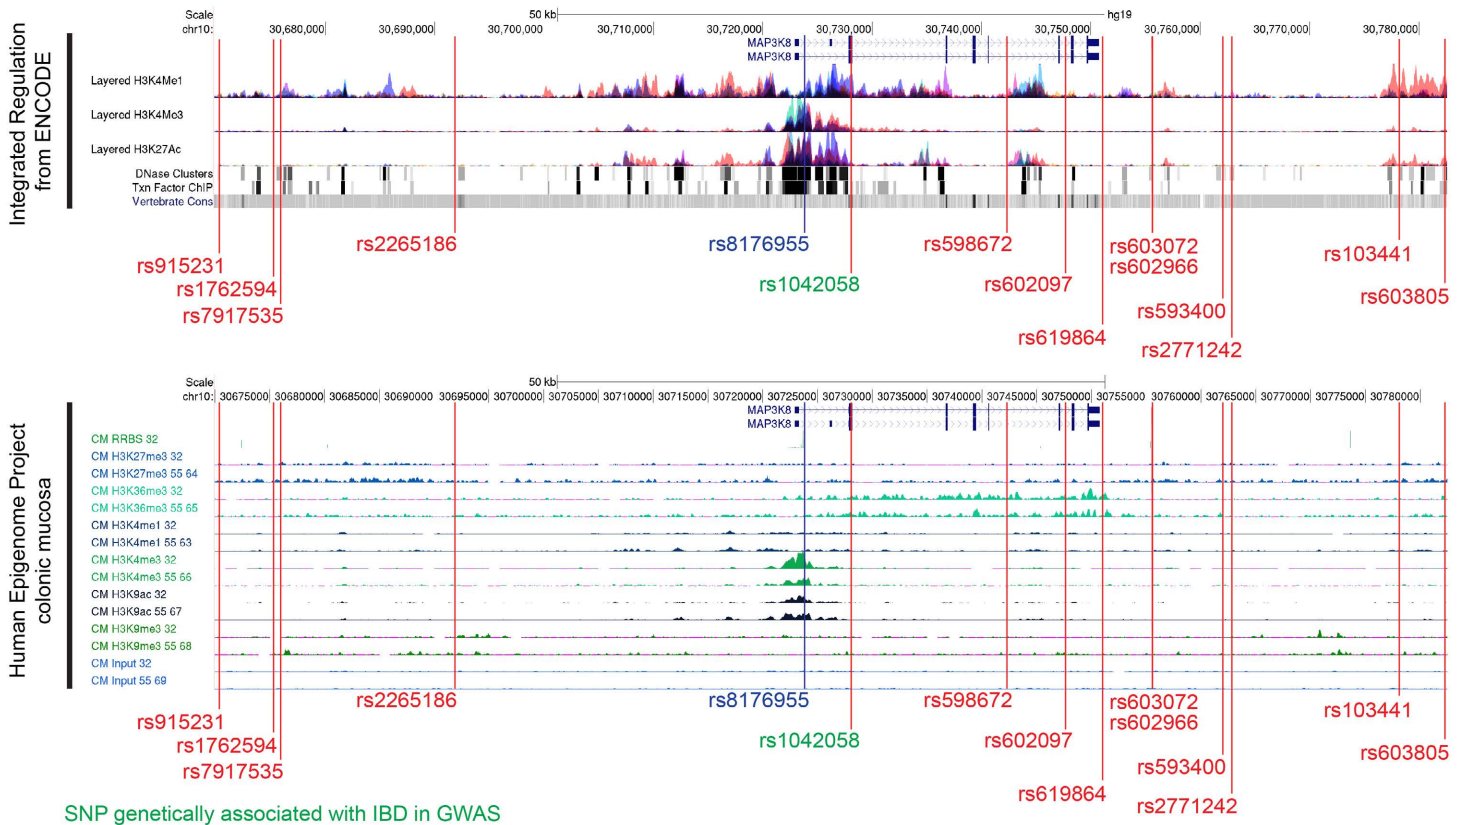 Scale 50 kb hg19
chr10: 30,680,000 30,690,000 30,700,000 30,710,000 30,720,000 30,730,000 30,740,000 30,750,000 30,760,000 30,770,000 30,780,000
MAP3K8
MAP3K8
Integrated Regulation
from ENCODE
Layered H3K4Me1
Layered H3K4Me3
Layered H3K27Ac
DNase Clusters
Txn Factor ChIP
Vertebrate Cons
rs2265186 rs8176955 rs598672 rs603072 rs103441
rs915231 rs602966
rs1762594 rs1042058 rs602097 rs603805
rs7917535 rs593400
rs619864 rs2771242
Scale 50 kb
chr10: 30675000 30680000 30685000 30690000 30695000 30700000 30705000 30710000 30715000 30720000 30725000 30730000 30735000 30740000 30745000 30750000 30755000 30760000 30765000 30770000 30775000 30780000
MAP3K8
MAP3K8
Human Epigenome Project
colonic mucosa
CM RRBS 32
CM H3K27me3 32
CM H3K27me3 55 64
CM H3K36me3 32
CM H3K36me3 55 65
CM H3K4me1 32
CM H3K4me1 55 63
CM H3K4me3 32
CM H3K4me3 55 66
CM H3K9ac 32
CM H3K9ac 55 67
CM H3K9me3 32
CM H3K9me3 55 68
CM Input 32
CM Input 55 69
rs2265186 rs8176955 rs598672 rs603072 rs103441
rs915231 rs602966
rs1762594 rs1042058 rs602097 rs603805
rs7917535 rs593400
rs619864 rs2771242
SNP genetically associated with IBD in GWAS